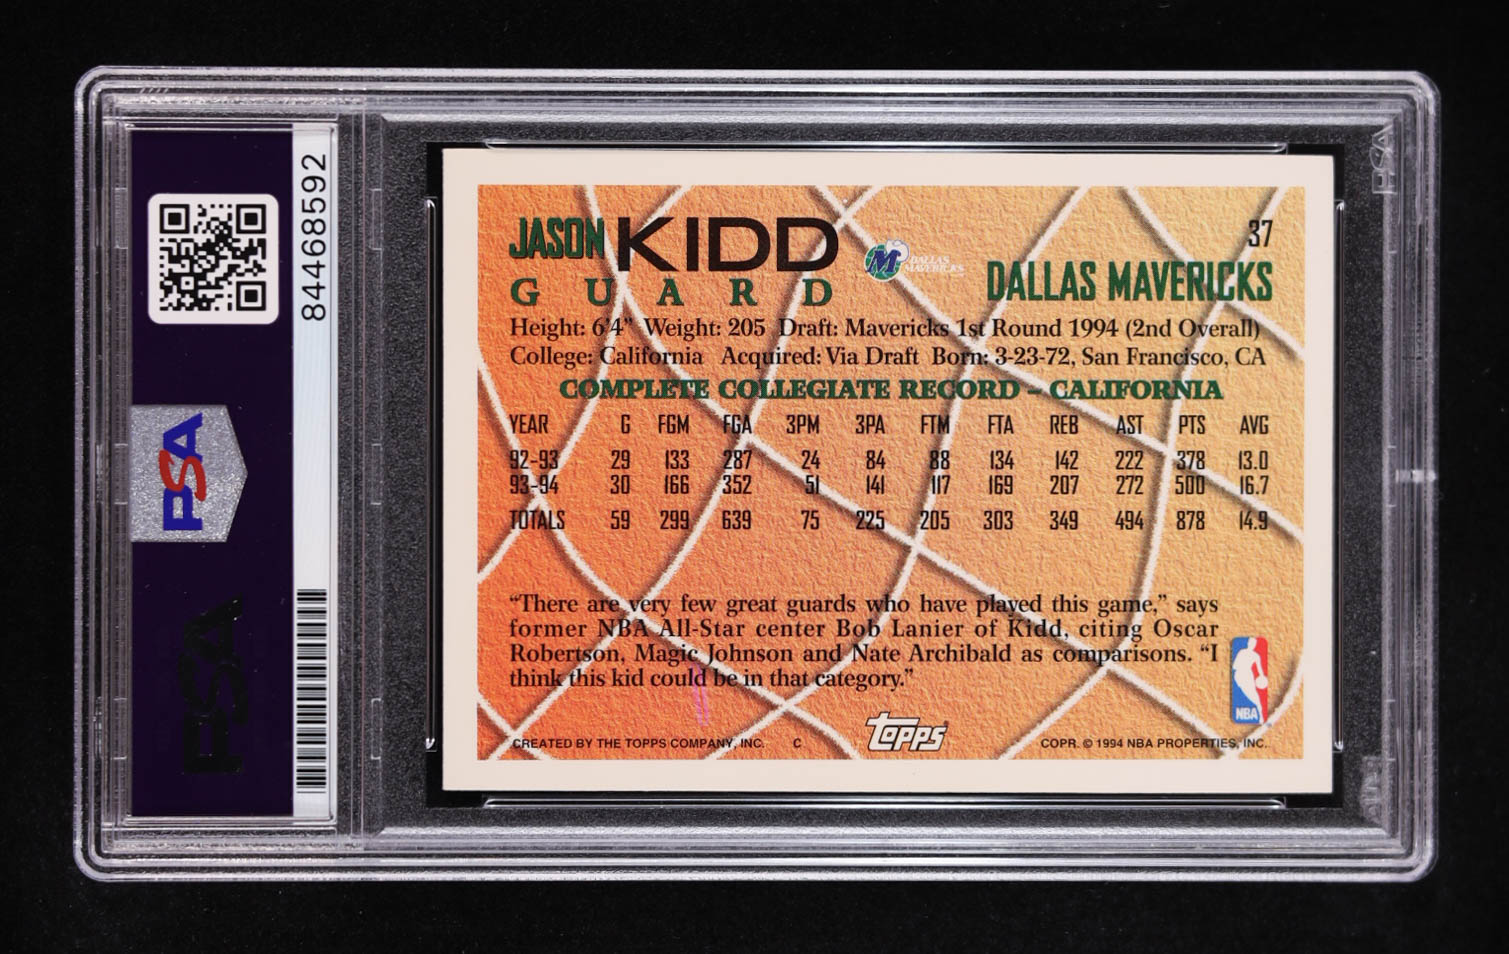 84468592
PSA
PSA
PSA
JASON KIDD
GUARD
DALLAS MAVERICKS
37
DALLAS MAVERICKS
Height: 6'4" Weight: 205 Draft: Mavericks 1st Round 1994 (2nd Overall)
College: California Acquired: Via Draft Born: 3-23-72, San Francisco, CA
COMPLETE COLLEGIATE RECORD – CALIFORNIA
YEAR G FGM FGA 3PM 3PA FTM FTA REB AST PTS AVG
92-93 29 133 287 24 84 88 134 142 222 378 13.0
93-94 30 166 352 51 141 117 169 207 272 500 16.7
TOTALS 59 299 639 75 225 205 303 349 494 878 14.9
“There are very few great guards who have played this game,” says
former NBA All-Star center Bob Lanier of Kidd, citing Oscar
Robertson, Magic Johnson and Nate Archibald as comparisons. “I
think this kid could be in that category.”
NBA
CREATED BY THE TOPPS COMPANY, INC. C
Topps
COPR. © 1994 NBA PROPERTIES, INC.